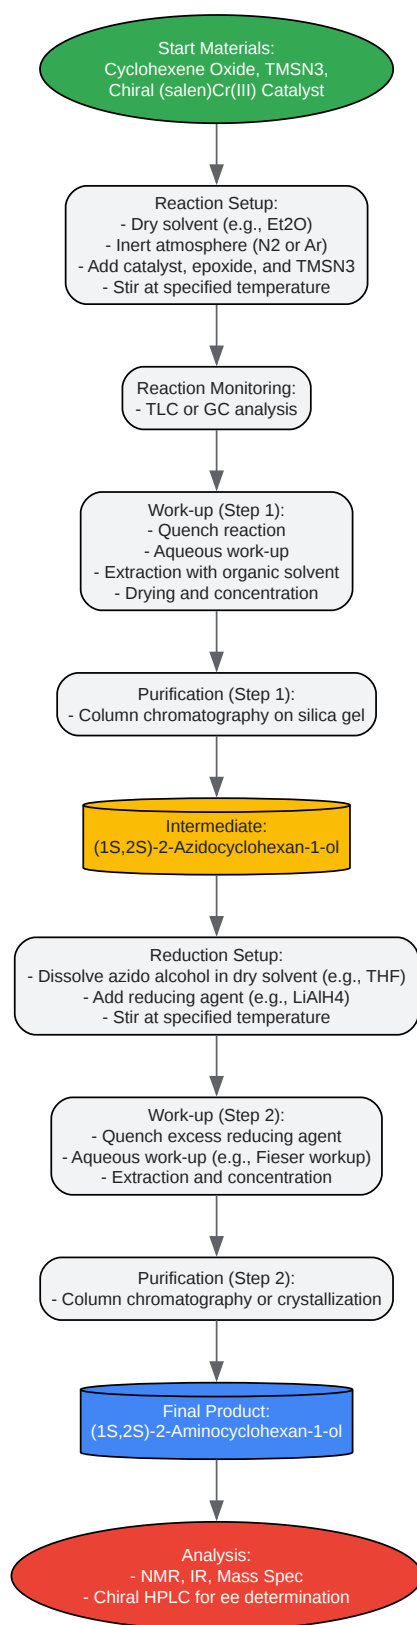 Start Materials:
Cyclohexene Oxide, TMSN3,
Chiral (salen)Cr(III) Catalyst
Reaction Setup:
- Dry solvent (e.g., Et2O)
- Inert atmosphere (N2 or Ar)
- Add catalyst, epoxide, and TMSN3
- Stir at specified temperature
Reaction Monitoring:
- TLC or GC analysis
Work-up (Step 1):
- Quench reaction
- Aqueous work-up
- Extraction with organic solvent
- Drying and concentration
Purification (Step 1):
- Column chromatography on silica gel
Intermediate:
(1S,2S)-2-Azidocyclohexan-1-ol
Reduction Setup:
- Dissolve azido alcohol in dry solvent (e.g., THF)
- Add reducing agent (e.g., LiAlH4)
- Stir at specified temperature
Work-up (Step 2):
- Quench excess reducing agent
- Aqueous work-up (e.g., Fieser workup)
- Extraction and concentration
Purification (Step 2):
- Column chromatography or crystallization
Final Product:
(1S,2S)-2-Aminocyclohexan-1-ol
Analysis:
- NMR, IR, Mass Spec
- Chiral HPLC for ee determination